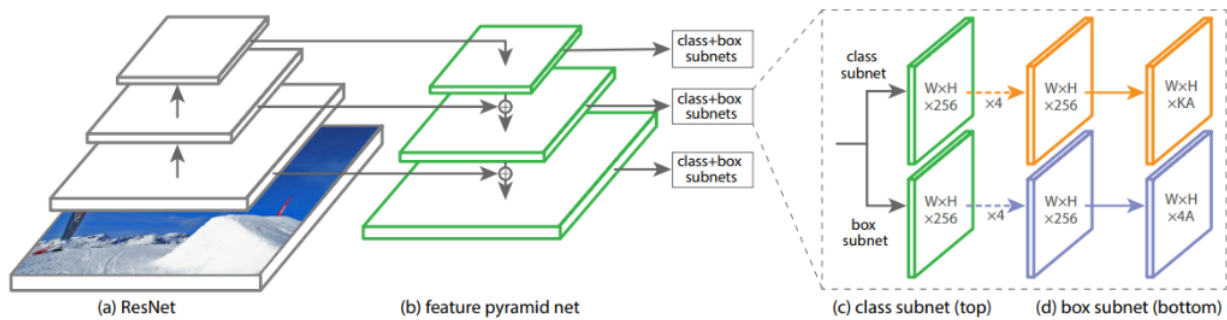 class+box
subnets
class+box
subnets
class+box
subnets
class
subnet
W×H
×256
×4
W×H
×256
W×H
×KA
W×H
×256
×4
W×H
×256
W×H
×4A
box
subnet
(a) ResNet
(b) feature pyramid net
(c) class subnet (top)
(d) box subnet (bottom)